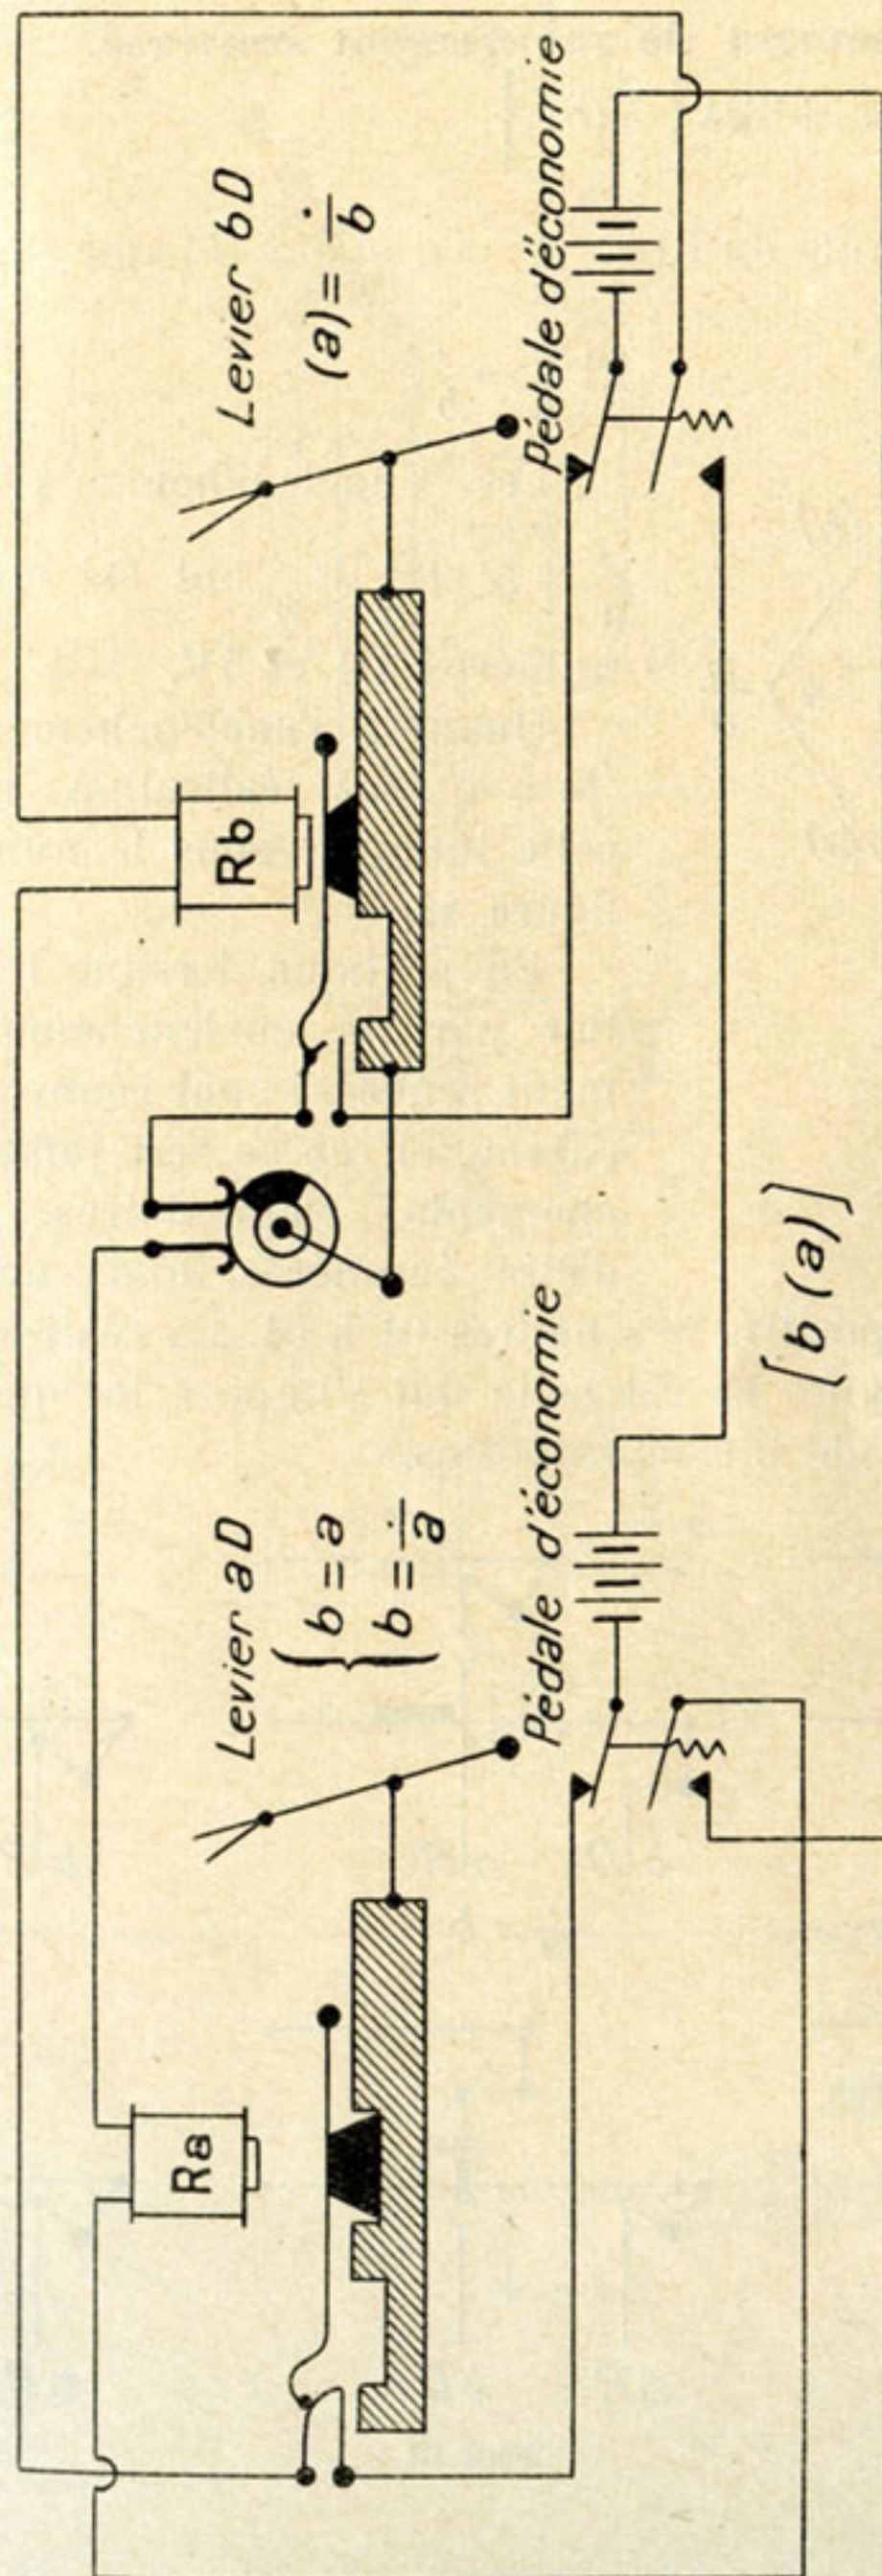 Levier aD
b = a
b = ∸/a
Ra
Pédale d'économie
Levier bD
(a) = ∸/b
Rb
Pédale d'économie
[b (a)]